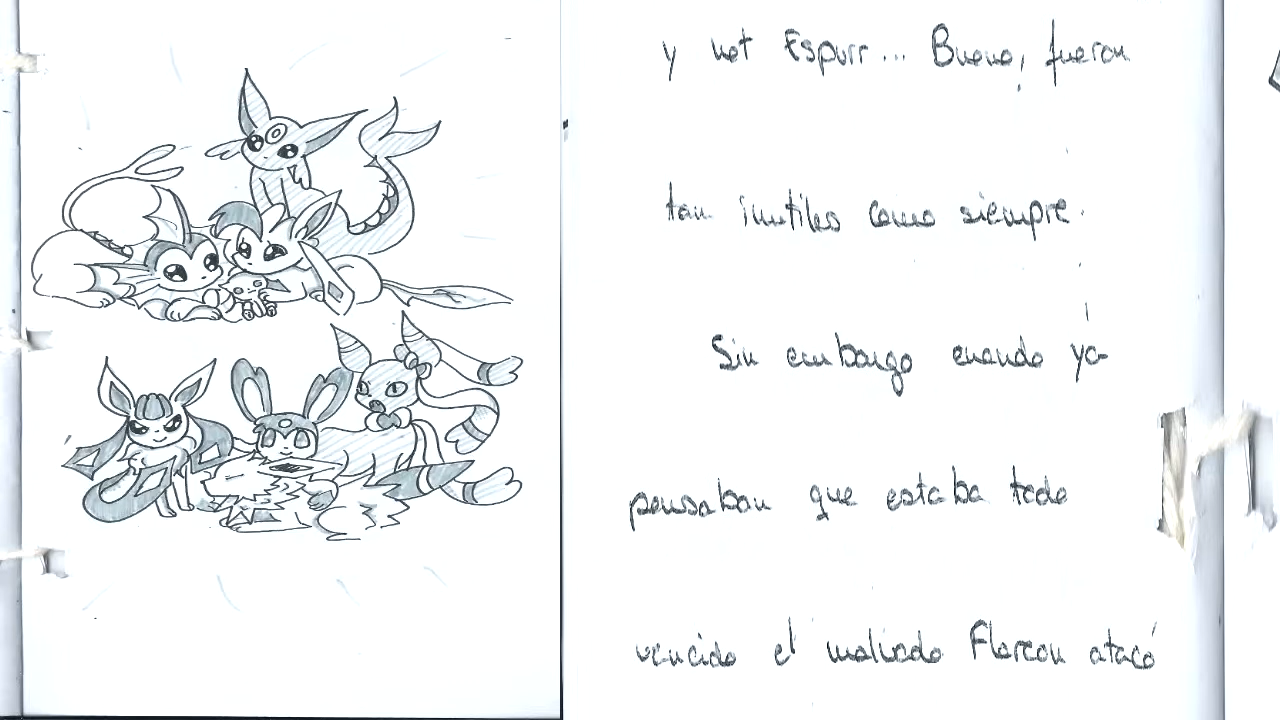 y not Espurr... Bueno, fueron
tan inutiles como siempre.
Sin embargo cuando ya
pensaban que estaba todo
vencido el malvado Flareon atacó